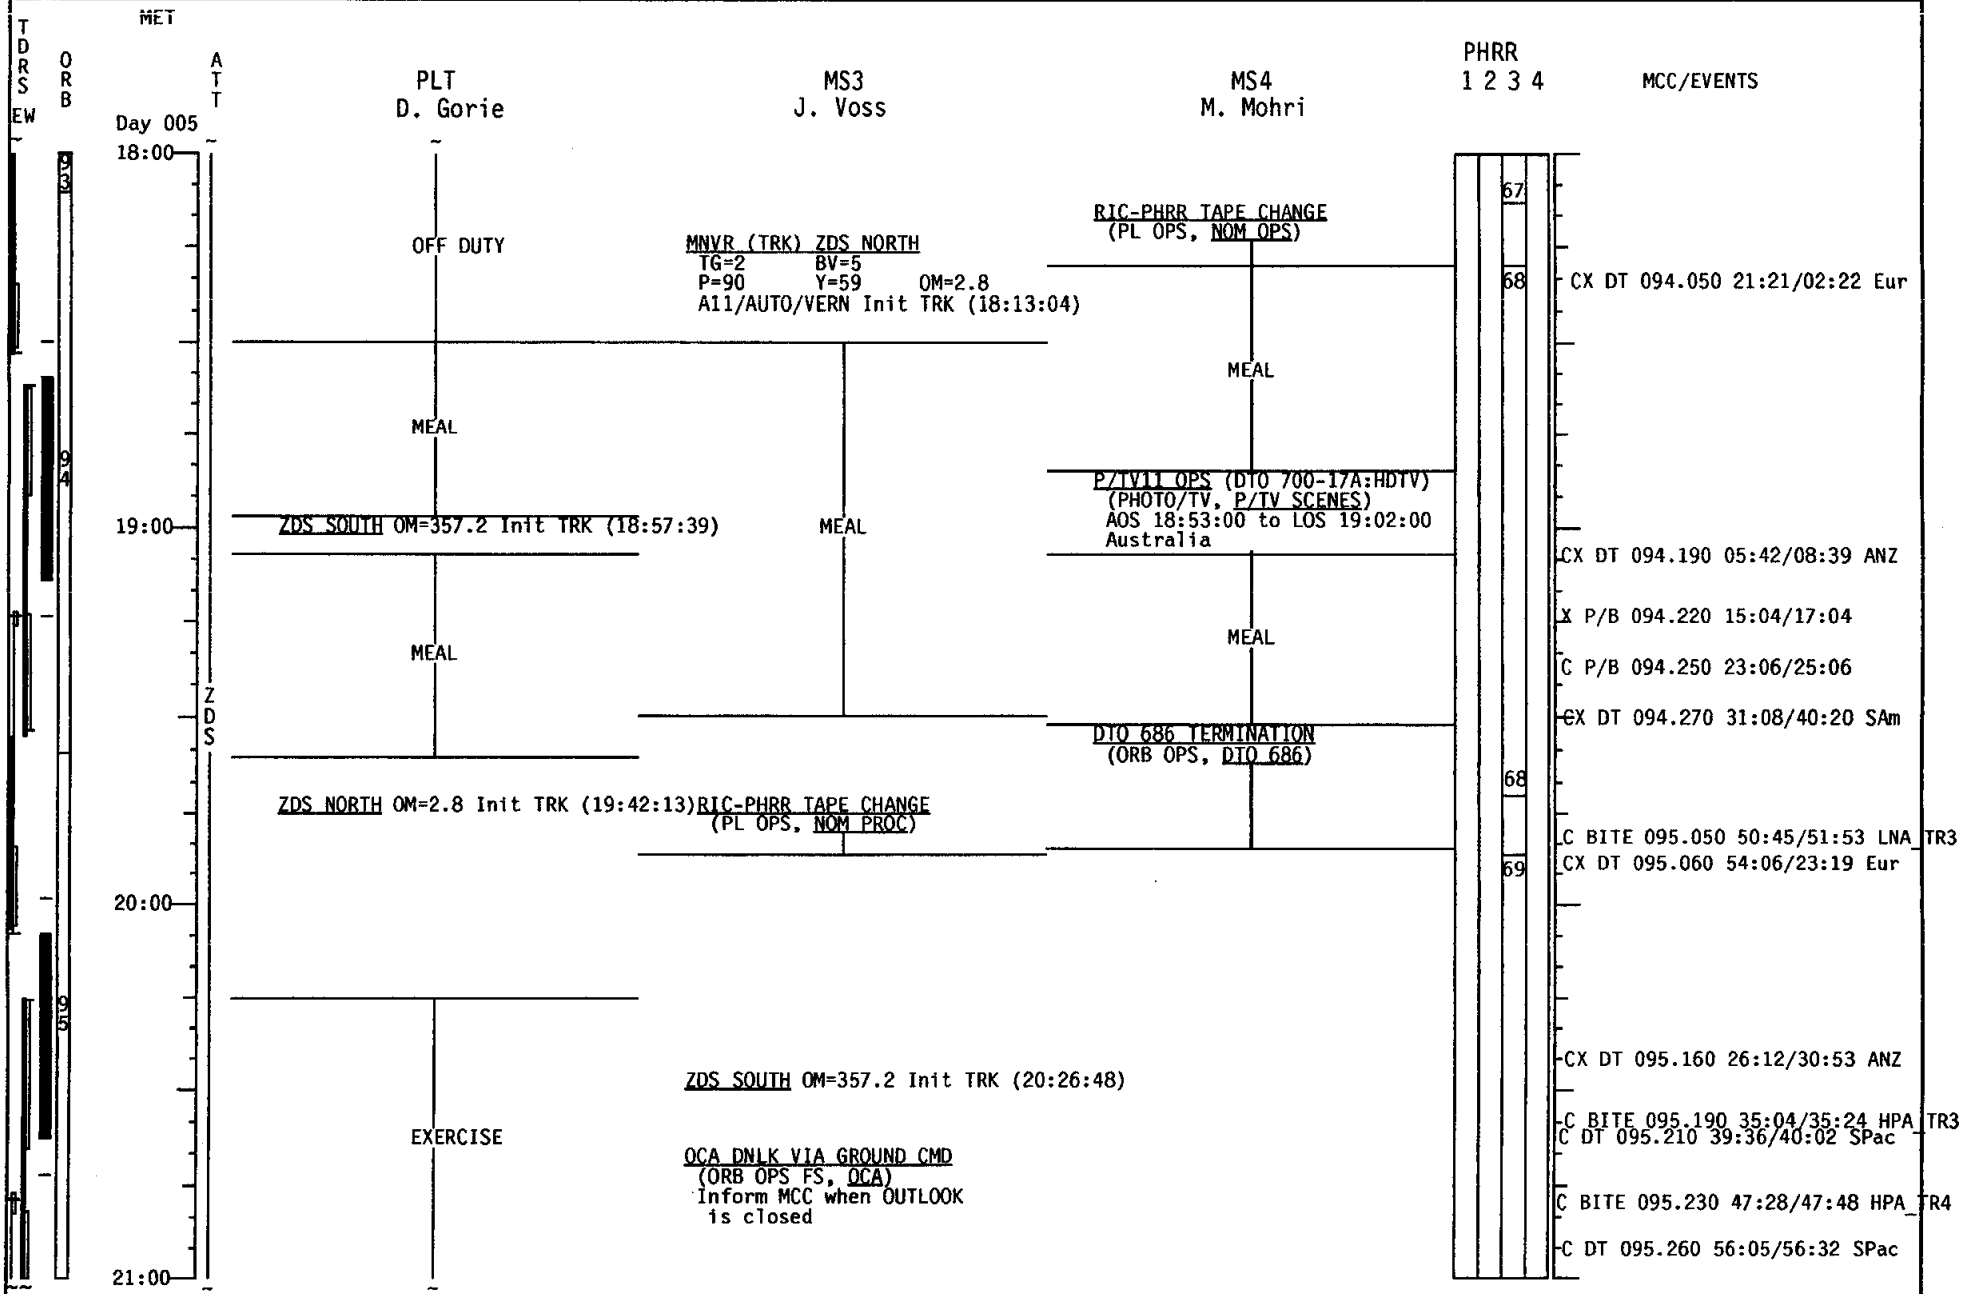 MET
TDRS
EW
ORB
ATT
PLT
D. Gorie
MS3
J. Voss
MS4
M. Mohri
PHRR
1 2 3 4
MCC/EVENTS
Day 005
18:00
93
67
RIC-PHRR TAPE CHANGE
(PL OPS, NOM OPS)
OFF DUTY
MNVR (TRK) ZDS NORTH
TG=2 BV=5
P=90 Y=59 OM=2.8
A11/AUTO/VERN Init TRK (18:13:04)
68
CX DT 094.050 21:21/02:22 Eur
MEAL
MEAL
94
P/TV11 OPS (DTO 700-17A:HDTV)
(PHOTO/TV, P/TV SCENES)
AOS 18:53:00 to LOS 19:02:00
Australia
19:00
ZDS SOUTH OM=357.2 Init TRK (18:57:39)
MEAL
CX DT 094.190 05:42/08:39 ANZ
X P/B 094.220 15:04/17:04
MEAL
MEAL
C P/B 094.250 23:06/25:06
ZDS
CX DT 094.270 31:08/40:20 SAm
DTO 686 TERMINATION
(ORB OPS, DTO 686)
68
ZDS NORTH OM=2.8 Init TRK (19:42:13)
RIC-PHRR TAPE CHANGE
(PL OPS, NOM PROC)
C BITE 095.050 50:45/51:53 LNA_TR3
CX DT 095.060 54:06/23:19 Eur
69
20:00
95
CX DT 095.160 26:12/30:53 ANZ
ZDS SOUTH OM=357.2 Init TRK (20:26:48)
C BITE 095.190 35:04/35:24 HPA_TR3
C DT 095.210 39:36/40:02 SPac
EXERCISE
OCA DNLK VIA GROUND CMD
(ORB OPS FS, OCA)
Inform MCC when OUTLOOK
is closed
C BITE 095.230 47:28/47:48 HPA_TR4
C DT 095.260 56:05/56:32 SPac
21:00